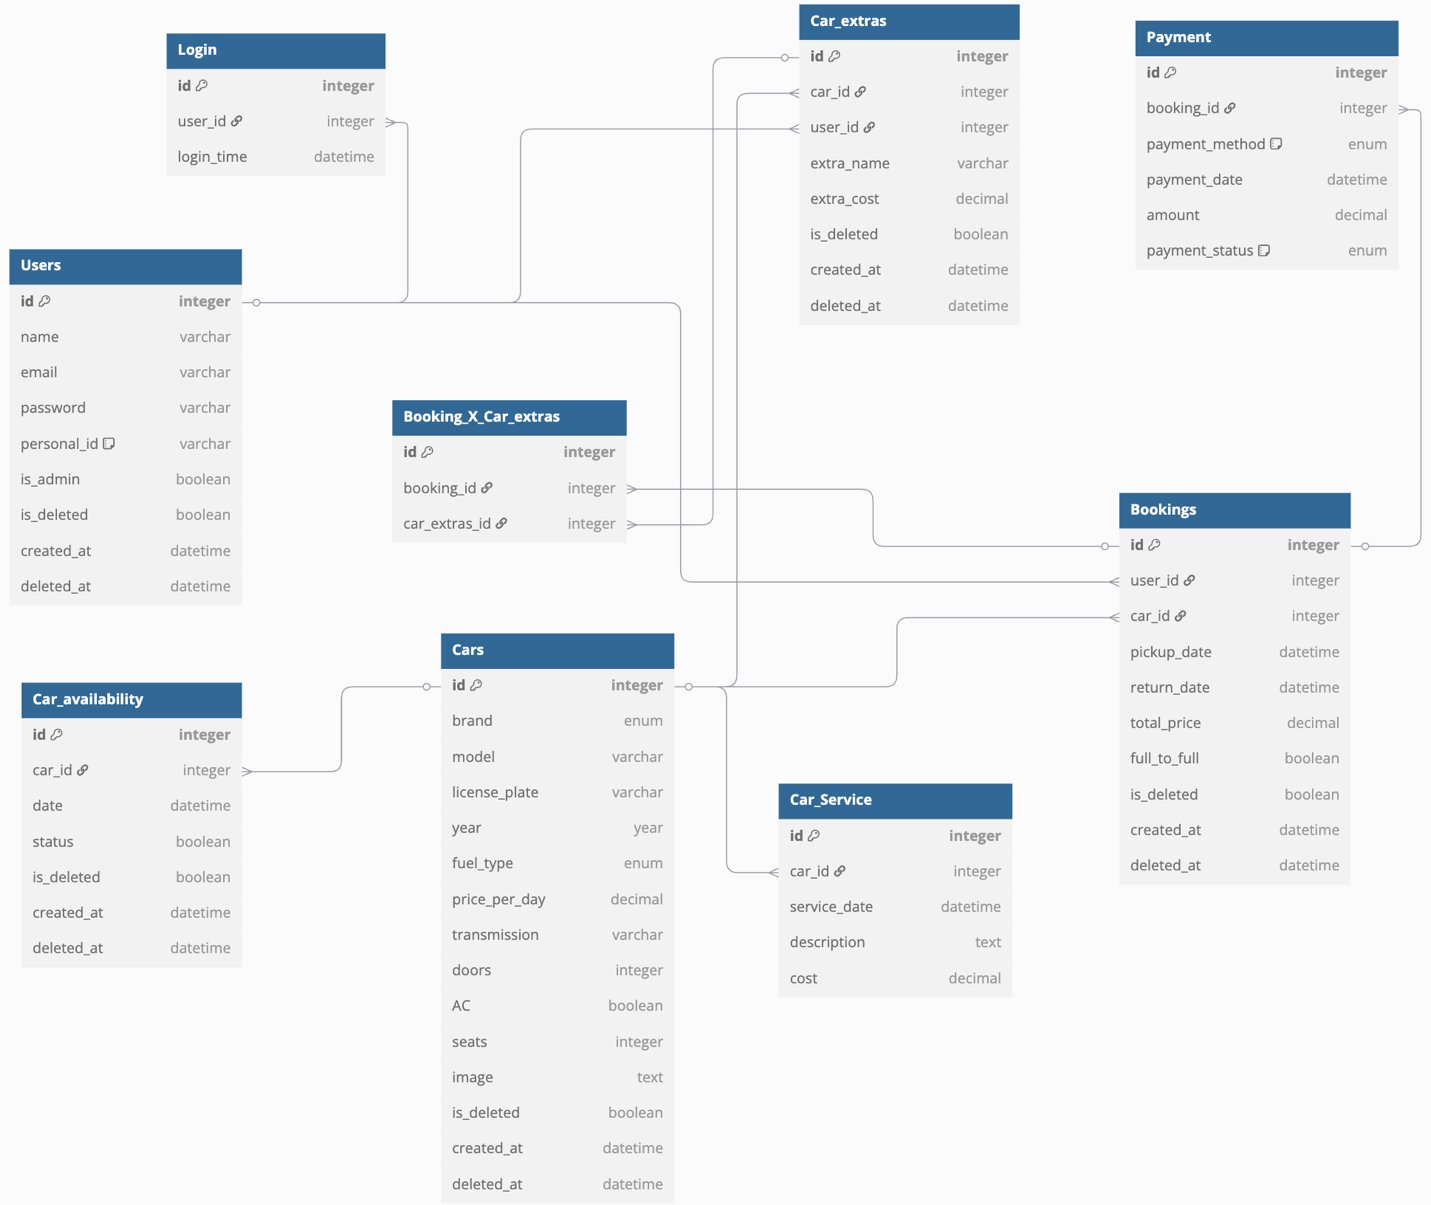 Login
id integer
user_id integer
login_time datetime
Users
id integer
name varchar
email varchar
password varchar
personal_id varchar
is_admin boolean
is_deleted boolean
created_at datetime
deleted_at datetime
Car_extras
id integer
car_id integer
user_id integer
extra_name varchar
extra_cost decimal
is_deleted boolean
created_at datetime
deleted_at datetime
Payment
id integer
booking_id integer
payment_method enum
payment_date datetime
amount decimal
payment_status enum
Booking_X_Car_extras
id integer
booking_id integer
car_extras_id integer
Bookings
id integer
user_id integer
car_id integer
pickup_date datetime
return_date datetime
total_price decimal
full_to_full boolean
is_deleted boolean
created_at datetime
deleted_at datetime
Car_availability
id integer
car_id integer
date datetime
status boolean
is_deleted boolean
created_at datetime
deleted_at datetime
Cars
id integer
brand enum
model varchar
license_plate varchar
year year
fuel_type enum
price_per_day decimal
transmission varchar
doors integer
AC boolean
seats integer
image text
is_deleted boolean
created_at datetime
deleted_at datetime
Car_Service
id integer
car_id integer
service_date datetime
description text
cost decimal